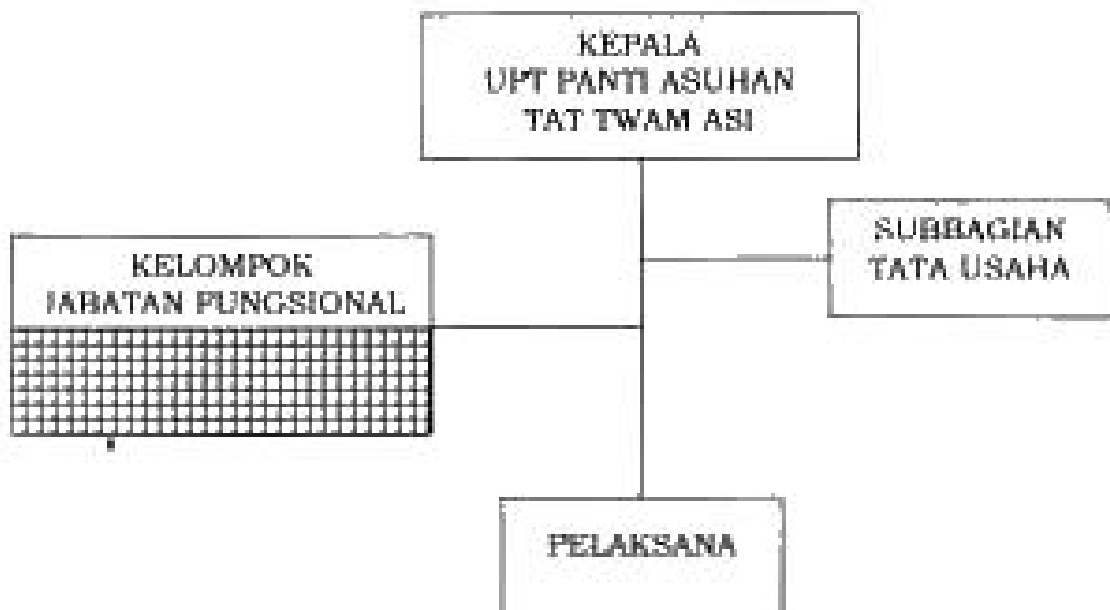 KEPALA
UPT PANTI ASUHAN
TAT TWAM ASI
SUBBAGIAN
TATA USAHA
KELOMPOK
JABATAN FUNGSIONAL
PELAKSANA